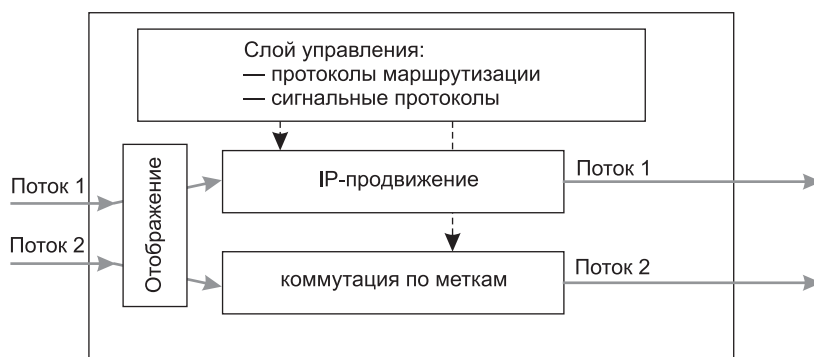 Слой управления:
— протоколы маршрутизации
— сигнальные протоколы
Поток 1
Отображение
IP-продвижение
Поток 1
Поток 2
коммутация по меткам
Поток 2